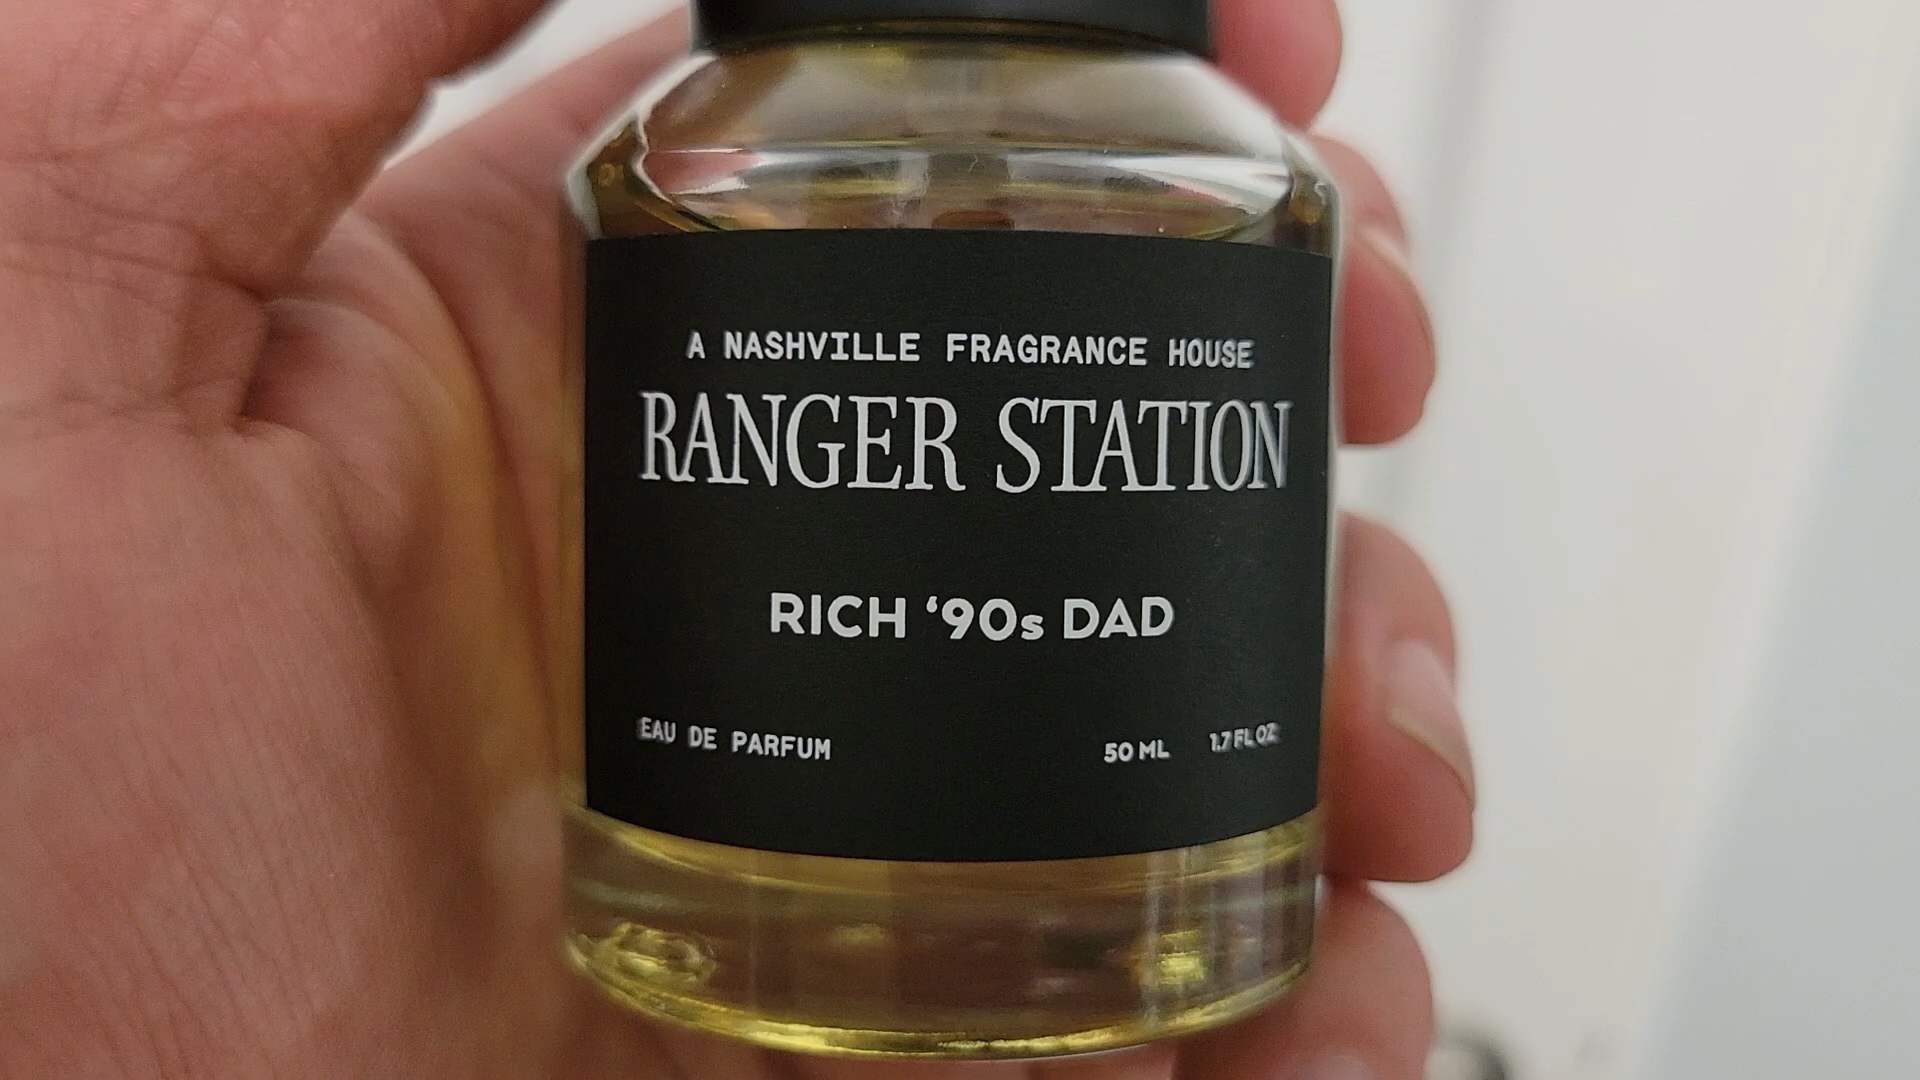 A NASHVILLE FRAGRANCE HOUSE
RANGER STATION
RICH ‘90s DAD
EAU DE PARFUM 50 ML 1.7 FL OZ